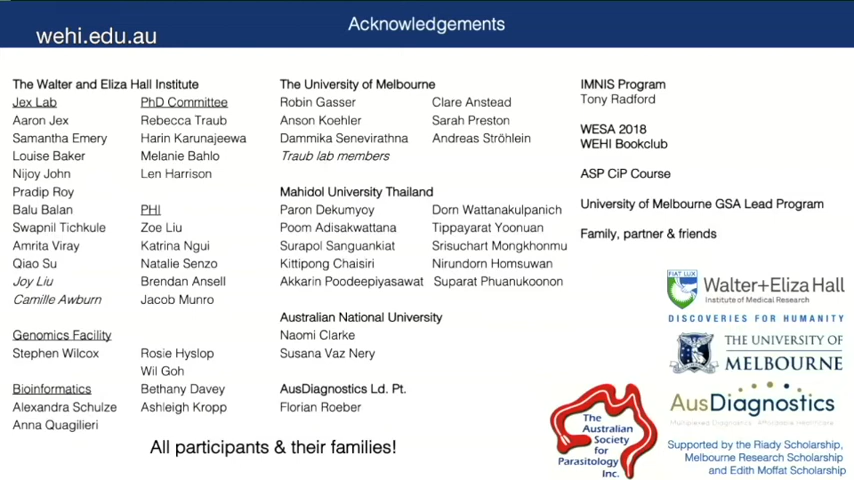 wehi.edu.au
Acknowledgements
The Walter and Eliza Hall Institute
Jex Lab
Aaron Jex
Samantha Emery
Louise Baker
Nijoy John
Pradip Roy
Balu Balan
Swapnil Tichkule
Amrita Viray
Qiao Su
Joy Liu
Camille Awburn
Genomics Facility
Stephen Wilcox
Bioinformatics
Alexandra Schulze
Anna Quagilieri
PhD Committee
Rebecca Traub
Harin Karunajeewa
Melanie Bahlo
Len Harrison
PHI
Zoe Liu
Katrina Ngui
Natalie Senzo
Brendan Ansell
Jacob Munro
Rosie Hyslop
Wil Goh
Bethany Davey
Ashleigh Kropp
The University of Melbourne
Robin Gasser
Anson Koehler
Dammika Senevirathna
Traub lab members
Clare Anstead
Sarah Preston
Andreas Ströhlein
Mahidol University Thailand
Paron Dekumyoy
Poom Adisakwattana
Surapol Sanguankiat
Kittipong Chaisiri
Akkarin Poodeepiyasawat
Dorn Wattanakulpanich
Tippayarat Yoonuan
Srisuchart Mongkhonmu
Nirundorn Homsuwan
Suparat Phuanukoonon
Australian National University
Naomi Clarke
Susana Vaz Nery
AusDiagnostics Ld. Pt.
Florian Roeber
IMNIS Program
Tony Radford
WESA 2018
WEHI Bookclub
ASP CiP Course
University of Melbourne GSA Lead Program
Family, partner & friends
All participants & their families!
FIAT LUX
Walter+Eliza Hall
Institute of Medical Research
DISCOVERIES FOR HUMANITY
THE UNIVERSITY OF
MELBOURNE
AusDiagnostics
Multiplexed Diagnostics. Affordable Healthcare
The
Australian
Society
for
Parasitology
Inc.
Supported by the Riady Scholarship,
Melbourne Research Scholarship
and Edith Moffat Scholarship